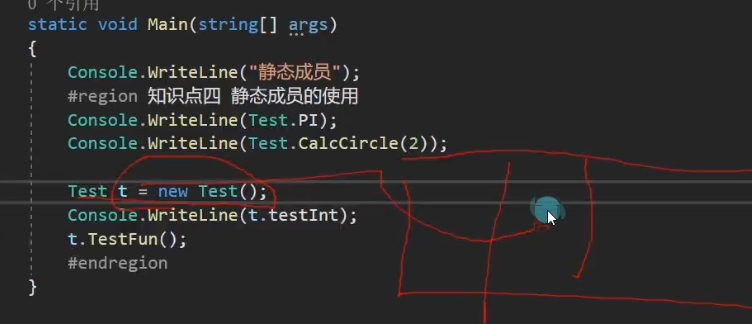 0 个引用
static void Main(string[] args)
{
Console.WriteLine("静态成员");
#region 知识点四 静态成员的使用
Console.WriteLine(Test.PI);
Console.WriteLine(Test.CalcCircle(2));
Test t = new Test();
Console.WriteLine(t.testInt);
t.TestFun();
#endregion
}